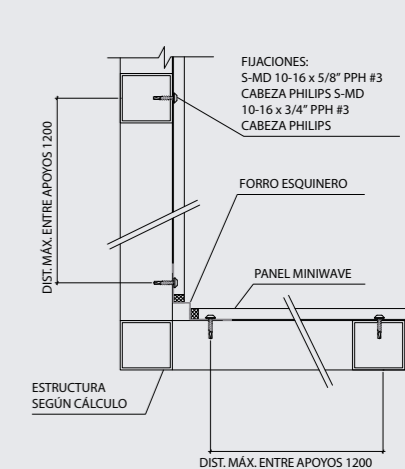 FIJACIONES:
S-MD 10-16 x 5/8” PPH #3
CABEZA PHILIPS S-MD
10-16 x 3/4” PPH #3
CABEZA PHILIPS
DIST. MÁX. ENTRE APOYOS 1200
FORRO ESQUINERO
PANEL MINIWAVE
ESTRUCTURA
SEGÚN CÁLCULO
DIST. MÁX. ENTRE APOYOS 1200